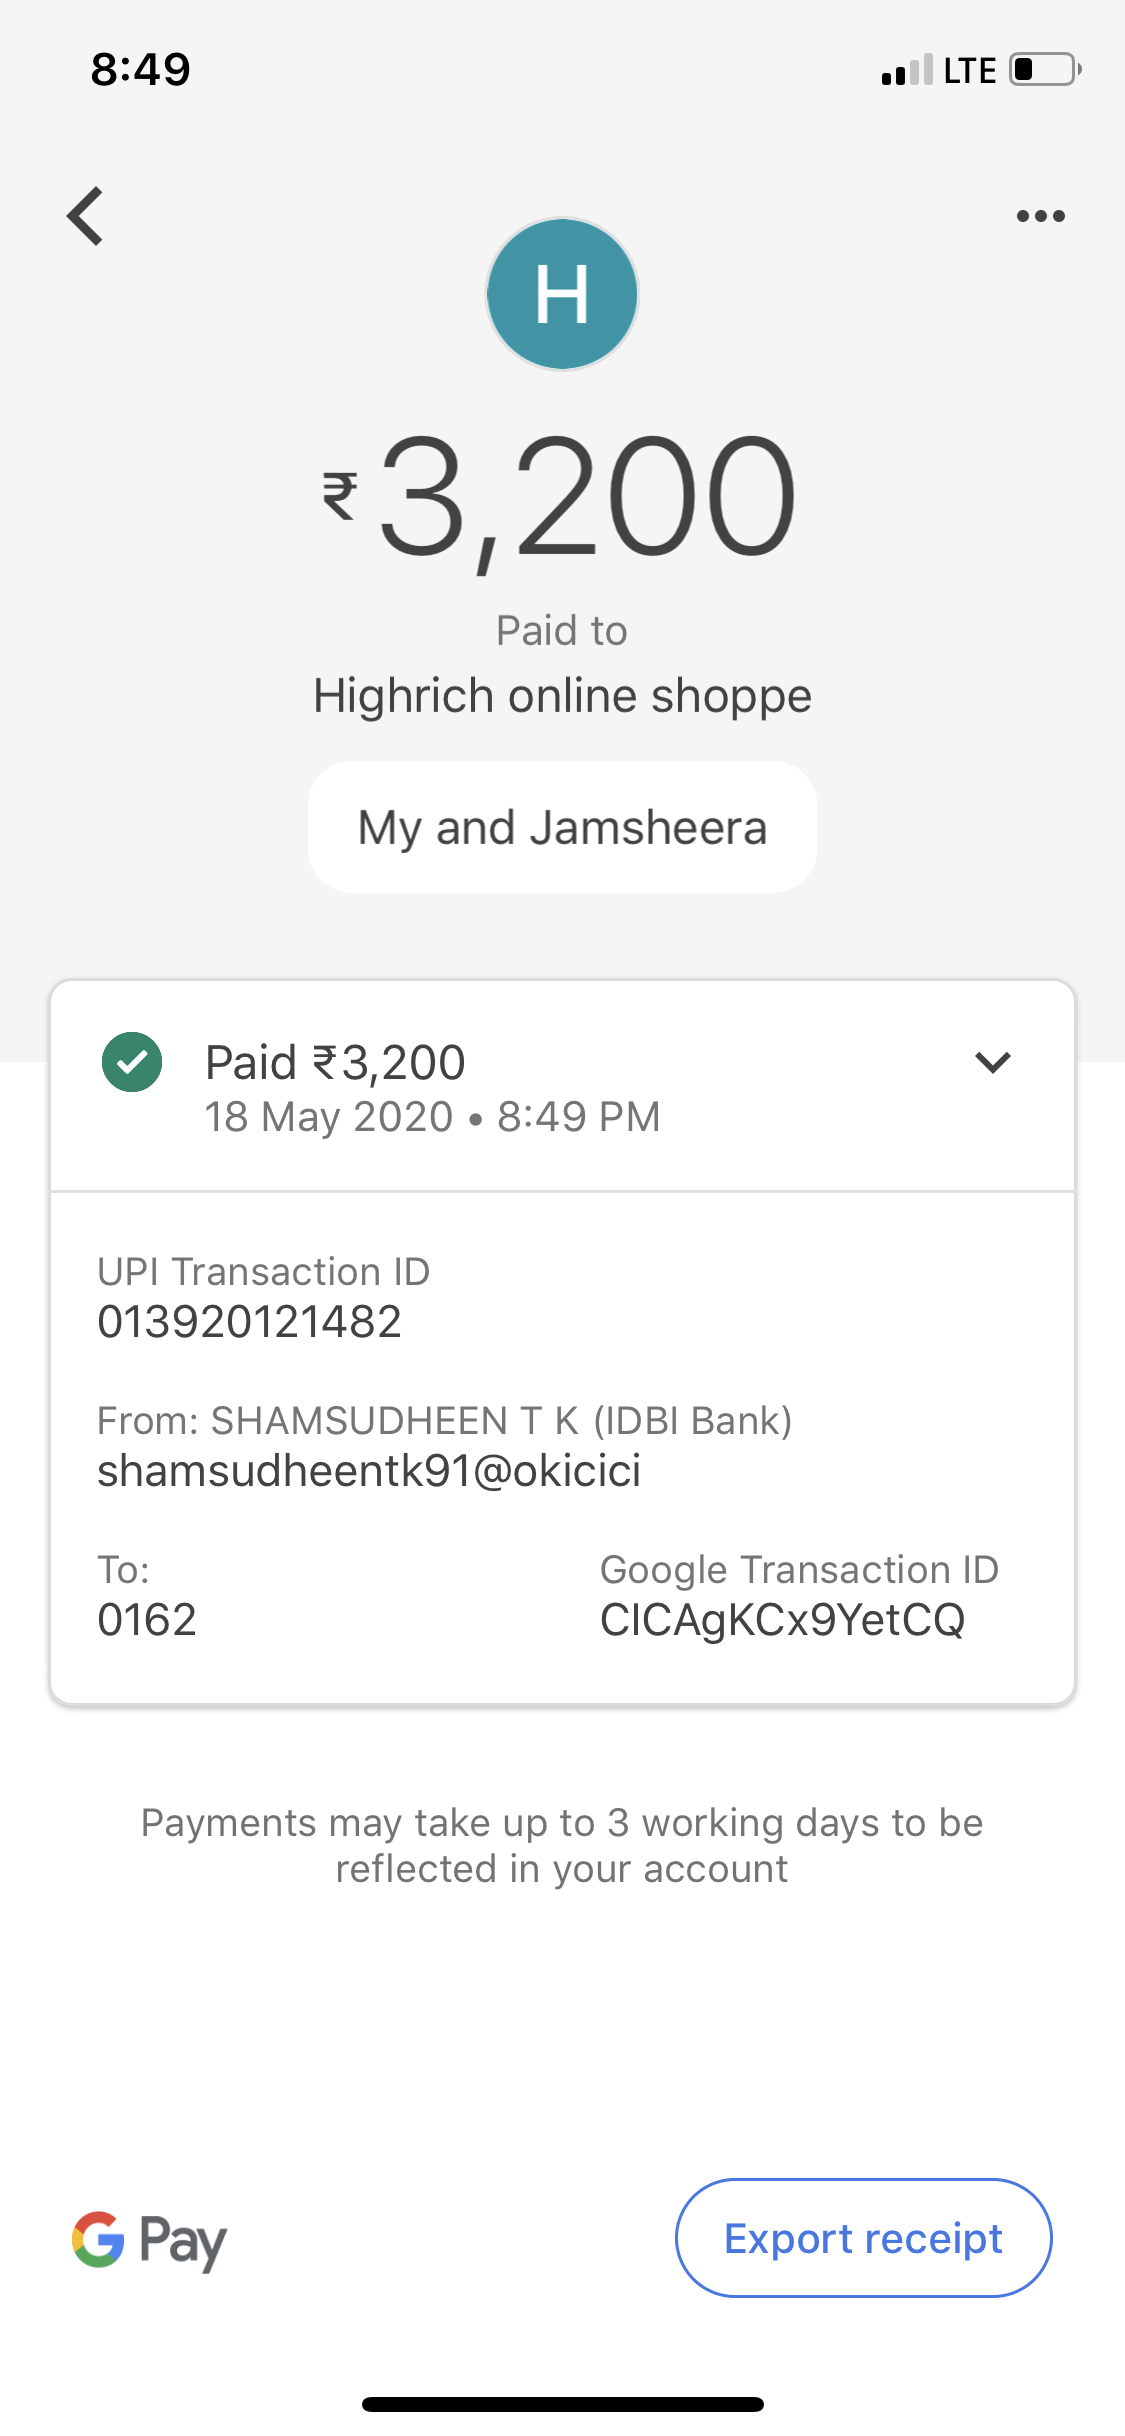 8:49
LTE
H
₹3,200
Paid to
Highrich online shoppe
My and Jamsheera
Paid ₹3,200
18 May 2020 • 8:49 PM
UPI Transaction ID
013920121482
From: SHAMSUDHEEN T K (IDBI Bank)
shamsudheentk91@okicici
To:
0162
Google Transaction ID
CICAgKCx9YetCQ
Payments may take up to 3 working days to be
reflected in your account
G Pay
Export receipt